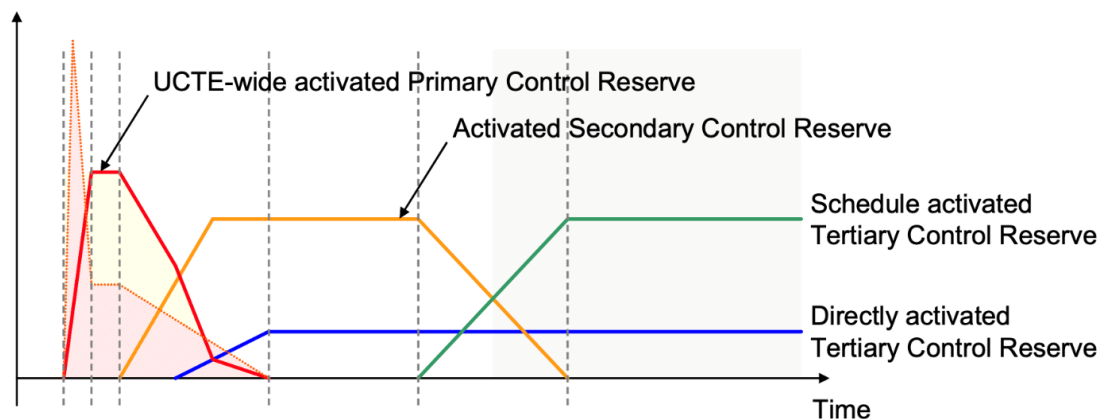 UCTE-wide activated Primary Control Reserve
Activated Secondary Control Reserve
Schedule activated
Tertiary Control Reserve
Directly activated
Tertiary Control Reserve
Time